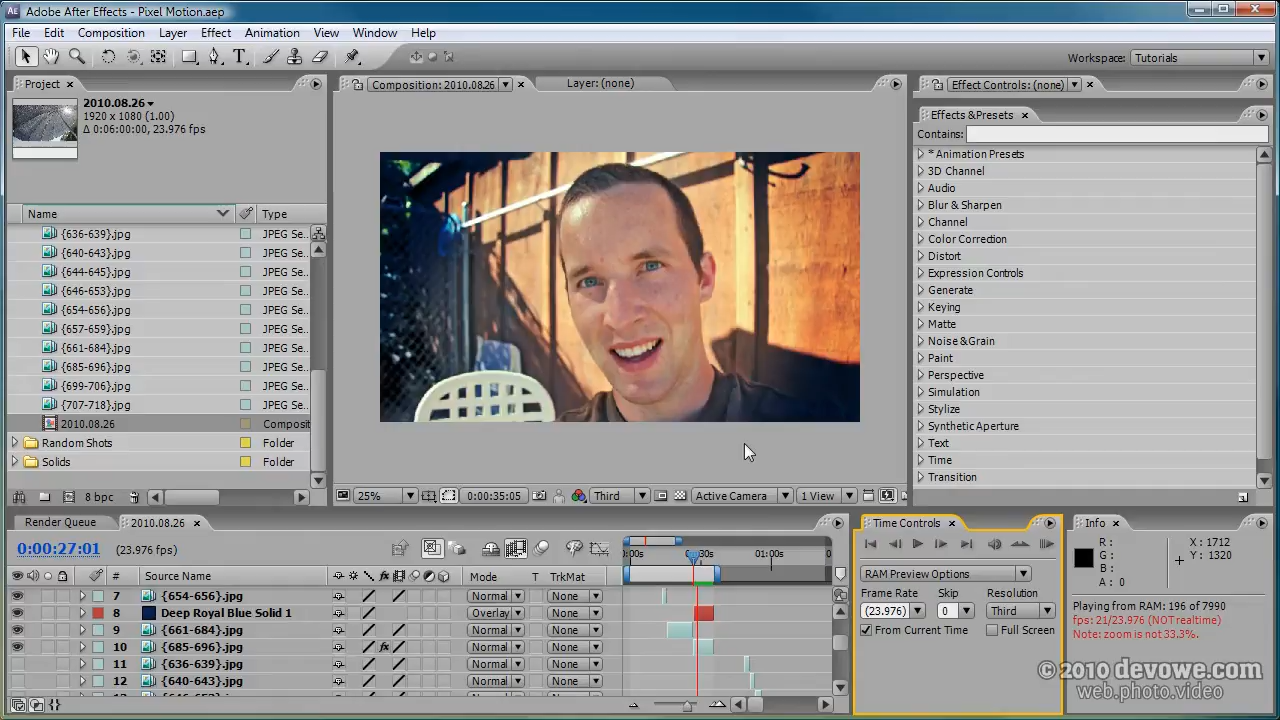 Adobe After Effects - Pixel Motion.aep
File Edit Composition Layer Effect Animation View Window Help
Workspace: Tutorials
Project
2010.08.26
1920 x 1080 (1.00)
Δ 0:06:00:00, 23.976 fps
Name Type
{636-639}.jpg JPEG Se..
{640-643}.jpg JPEG Se..
{644-645}.jpg JPEG Se..
{646-653}.jpg JPEG Se..
{654-656}.jpg JPEG Se..
{657-659}.jpg JPEG Se..
{661-684}.jpg JPEG Se..
{685-696}.jpg JPEG Se..
{699-706}.jpg JPEG Se..
{707-718}.jpg JPEG Se..
2010.08.26 Composit
Random Shots Folder
Solids Folder
8 bpc
Composition: 2010.08.26
Layer: (none)
25% 0:00:35:05 Third Active Camera 1 View
Effect Controls: (none)
Effects & Presets
Contains:
* Animation Presets
3D Channel
Audio
Blur & Sharpen
Channel
Color Correction
Distort
Expression Controls
Generate
Keying
Matte
Noise & Grain
Paint
Perspective
Simulation
Stylize
Synthetic Aperture
Text
Time
Transition
Render Queue 2010.08.26
0:00:27:01 (23.976 fps)
# Source Name Mode T TrkMat
01:00s
7 {654-656}.jpg Normal None
8 Deep Royal Blue Solid 1 Overlay None
9 {661-684}.jpg Normal None
10 {685-696}.jpg Normal None
11 {636-639}.jpg Normal None
12 {640-643}.jpg Normal None
Time Controls
RAM Preview Options
Frame Rate Skip Resolution
(23.976) 0 Third
From Current Time Full Screen
Info
R:
G:
B:
A: 0
X: 1712
Y: 1320
Playing from RAM: 196 of 7990
fps: 21/23.976 (NOT realtime)
Note: zoom is not 33.3%.
© 2010 devowe.com
web.photo.video